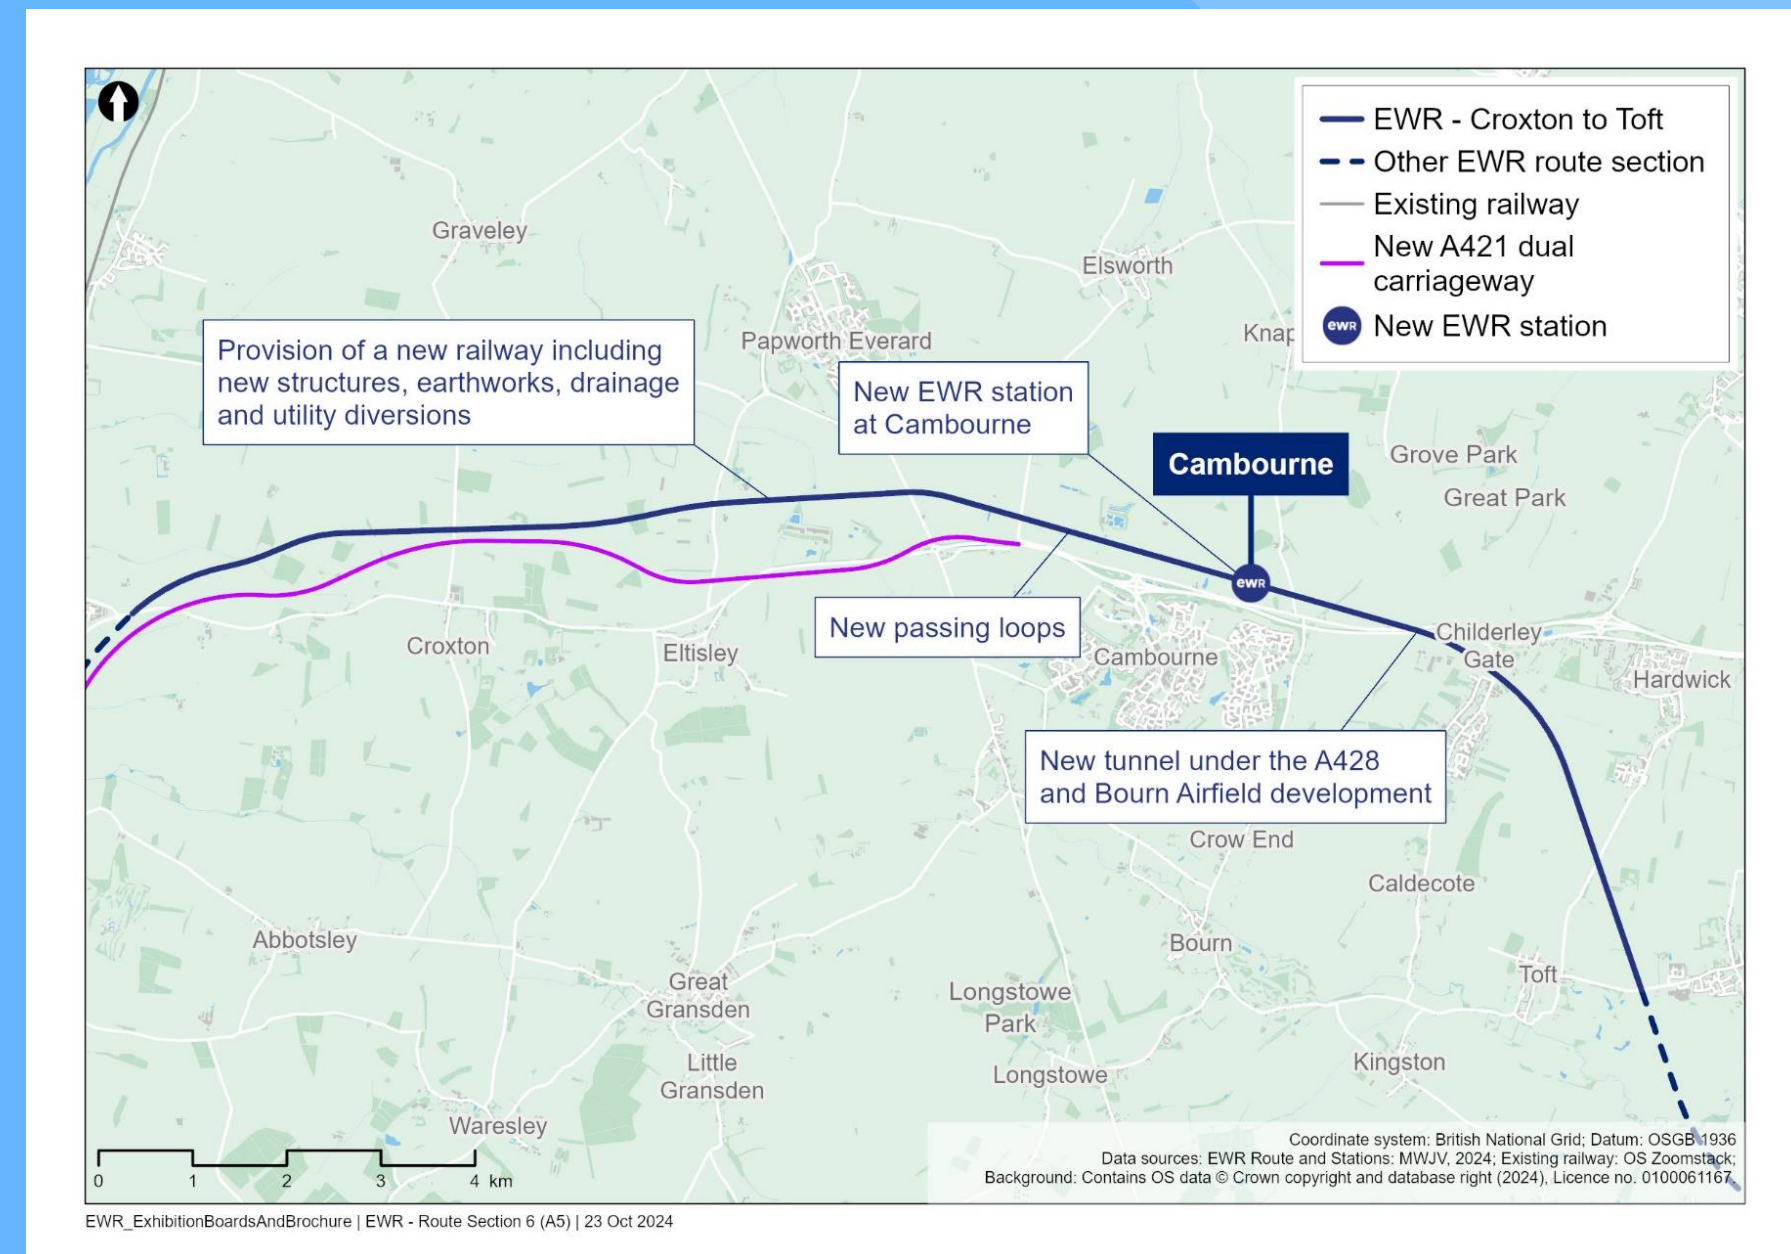 EWR - Croxton to Toft
Other EWR route section
Existing railway
New A421 dual
carriageway
ewr New EWR station
Graveley
Elsworth
Papworth Everard
Knap
Provision of a new railway including
new structures, earthworks, drainage
and utility diversions
New EWR station
at Cambourne
Cambourne
Grove Park
Great Park
ewr
New passing loops
Croxton
Eltisley
Cambourne
Childerley
Gate
Hardwick
New tunnel under the A428
and Bourn Airfield development
Crow End
Caldecote
Abbotsley
Bourn
Toft
Great
Gransden
Longstowe
Park
Little
Gransden
Longstowe
Kingston
Waresley
0 1 2 3 4 km
Coordinate system: British National Grid; Datum: OSGB 1936
Data sources: EWR Route and Stations: MWJV, 2024; Existing railway: OS Zoomstack;
Background: Contains OS data © Crown copyright and database right (2024), Licence no. 0100061167.
EWR_ExhibitionBoardsAndBrochure | EWR - Route Section 6 (A5) | 23 Oct 2024